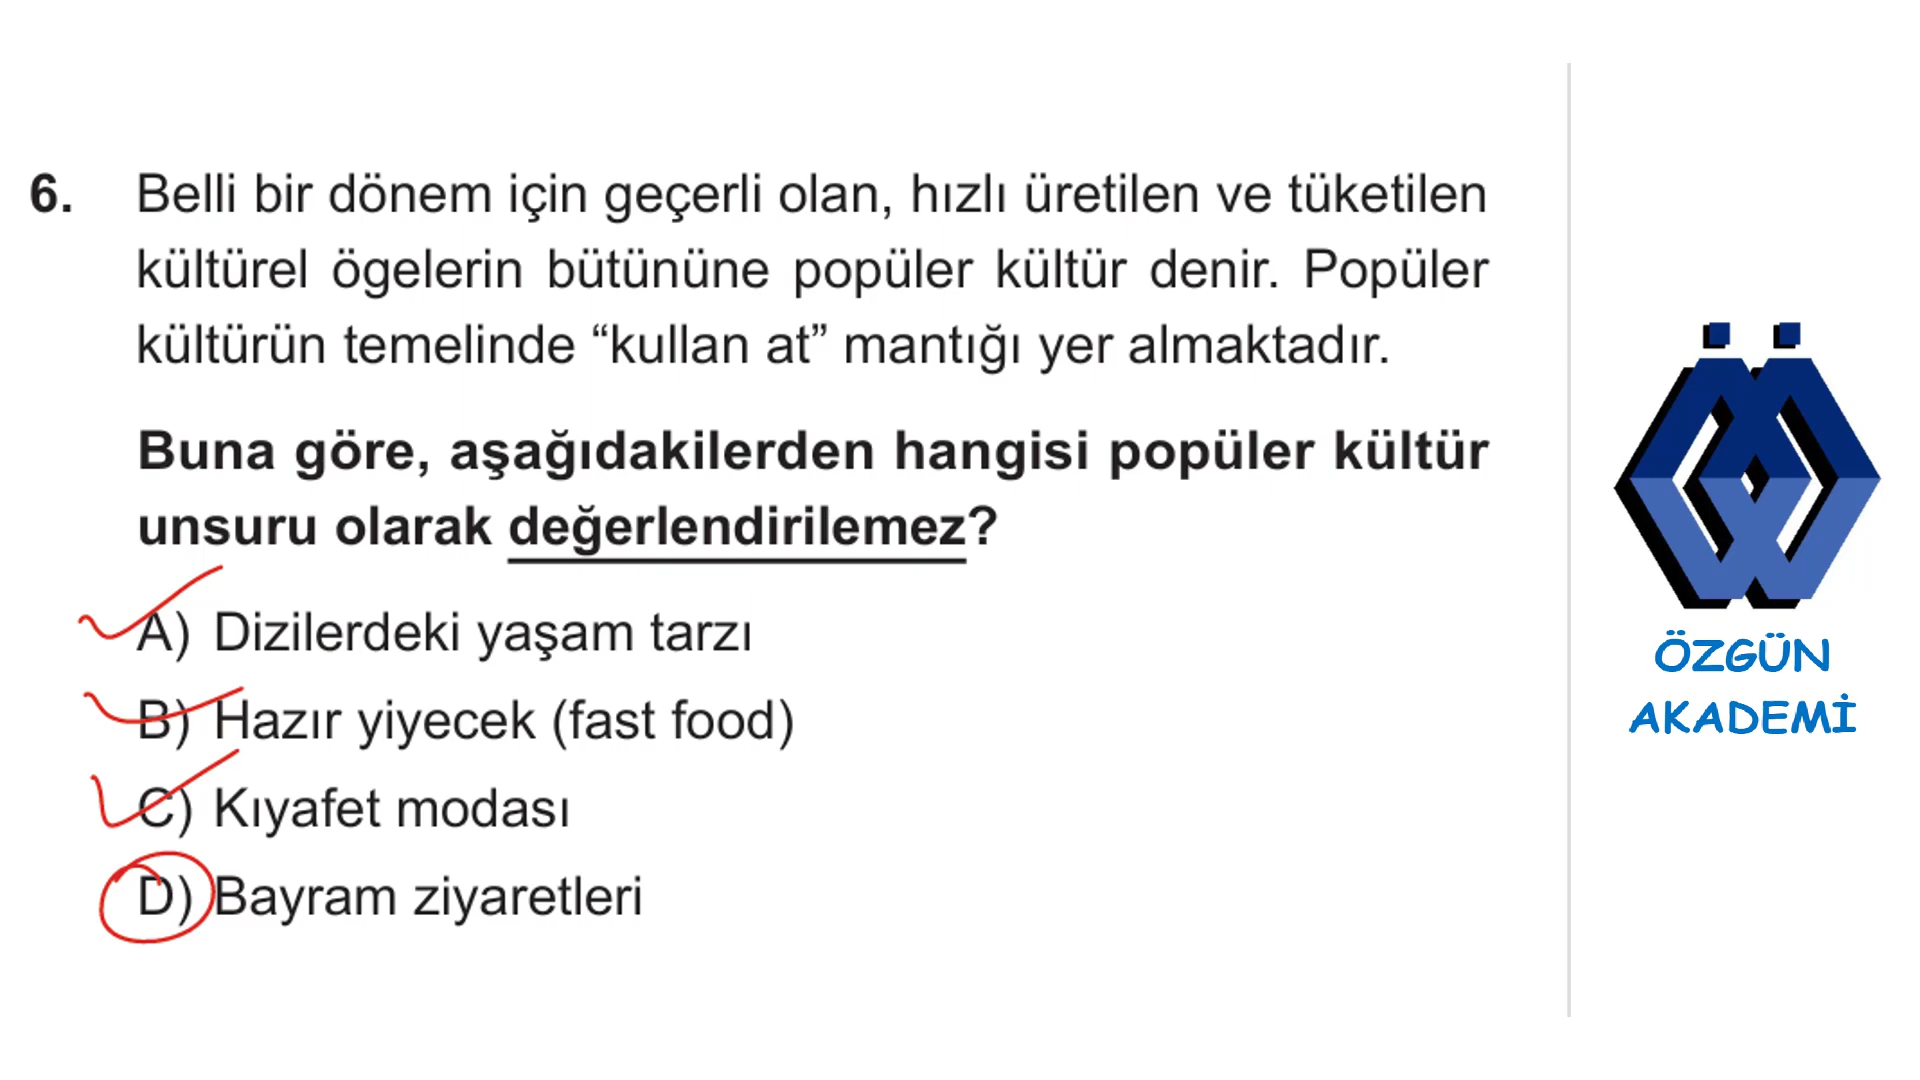 6. Belli bir dönem için geçerli olan, hızlı üretilen ve tüketilen
kültürel ögelerin bütününe popüler kültür denir. Popüler
kültürün temelinde “kullan at” mantığı yer almaktadır.
Buna göre, aşağıdakilerden hangisi popüler kültür
unsuru olarak değerlendirilemez?
A) Dizilerdeki yaşam tarzı
B) Hazır yiyecek (fast food)
C) Kıyafet modası
D) Bayram ziyaretleri
ÖZGÜN
AKADEMİ